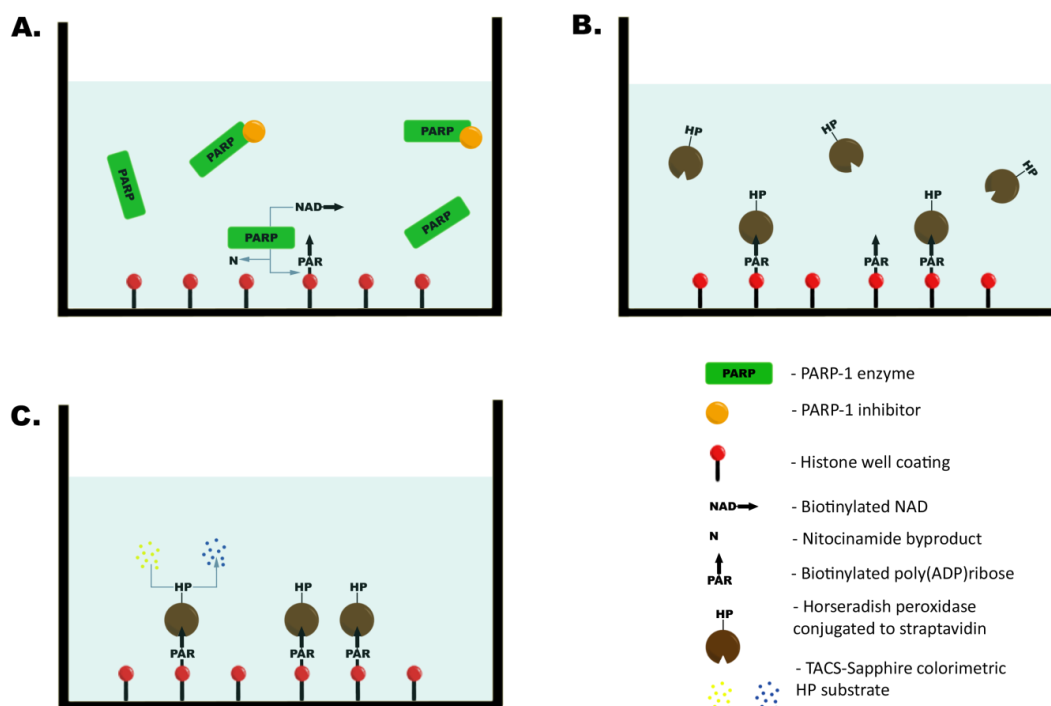 A.
PARP
PARP
PARP
PARP
NAD
PARP
N
PAR
B.
HP
HP
HP
HP
HP
PAR
PAR
PAR
C.
HP
HP
HP
PAR
PAR
PAR
PARP - PARP-1 enzyme
- PARP-1 inhibitor
- Histone well coating
NAD - Biotinylated NAD
N - Nitocinamide byproduct
PAR - Biotinylated poly(ADP)ribose
HP - Horseradish peroxidase
conjugated to straptavidin
- TACS-Sapphire colorimetric
HP substrate